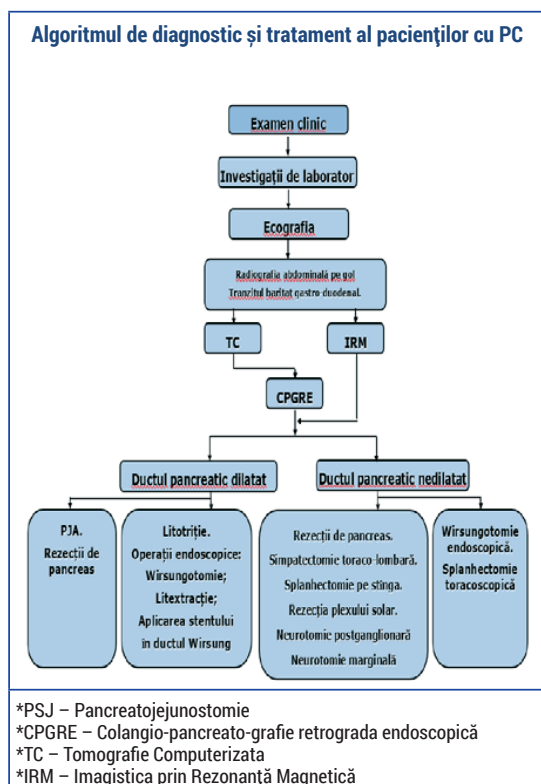 Algoritmul de diagnostic și tratament al pacienţilor cu PC
Examen clinic
Investigații de laborator
Ecografia
Radiografia abdominală pe gol
Tranzitul baritat gastro-duodenal.
TC
IRM
CPGRE
Ductul pancreatic dilatat
Ductul pancreatic nedilatat
PJA.
Rezecții de
pancreas
Litotriție.
Operații endoscopice:
Wirsungotomie;
Litextracție;
Aplicarea stentului
în ductul Wirsung
Rezecții de pancreas.
Simpatectomie toraco-lombară.
Splanhectomie pe stînga.
Rezecția plexului solar.
Neurotomie postganglionară
Neurotomie marginală
Wirsungotomie
endoscopică.
Splanhectomie
toracoscopică
*PSJ – Pancreatojejunostomie
*CPGRE – Colangio-pancreato-grafie retrograda endoscopică
*TC – Tomografie Computerizata
*IRM – Imagistica prin Rezonanță Magnetică